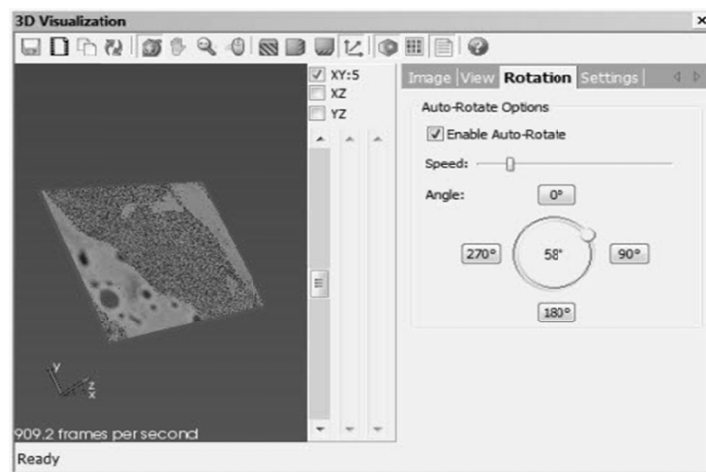 3D Visualization
XY:5
XZ
YZ
y
z
x
909.2 frames per second
Ready
Image View Rotation Settings
Auto-Rotate Options
Enable Auto-Rotate
Speed:
Angle:
0°
270° 58° 90°
180°